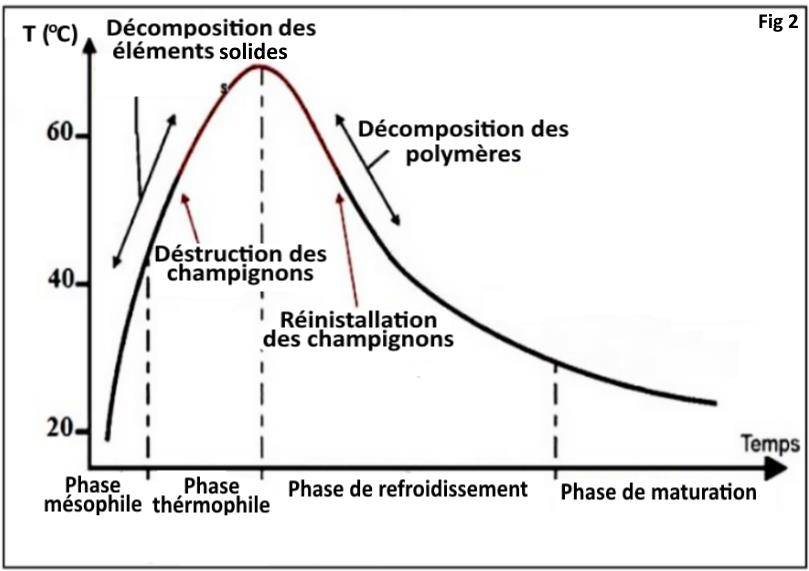 Fig 2
T (°C)
Décomposition des
éléments solides
s
60
Décomposition des
polymères
Déstruction des
champignons
40
Réinistallation
des champignons
20
Temps
Phase
mésophile
Phase
thérmophile
Phase de refroidissement
Phase de maturation